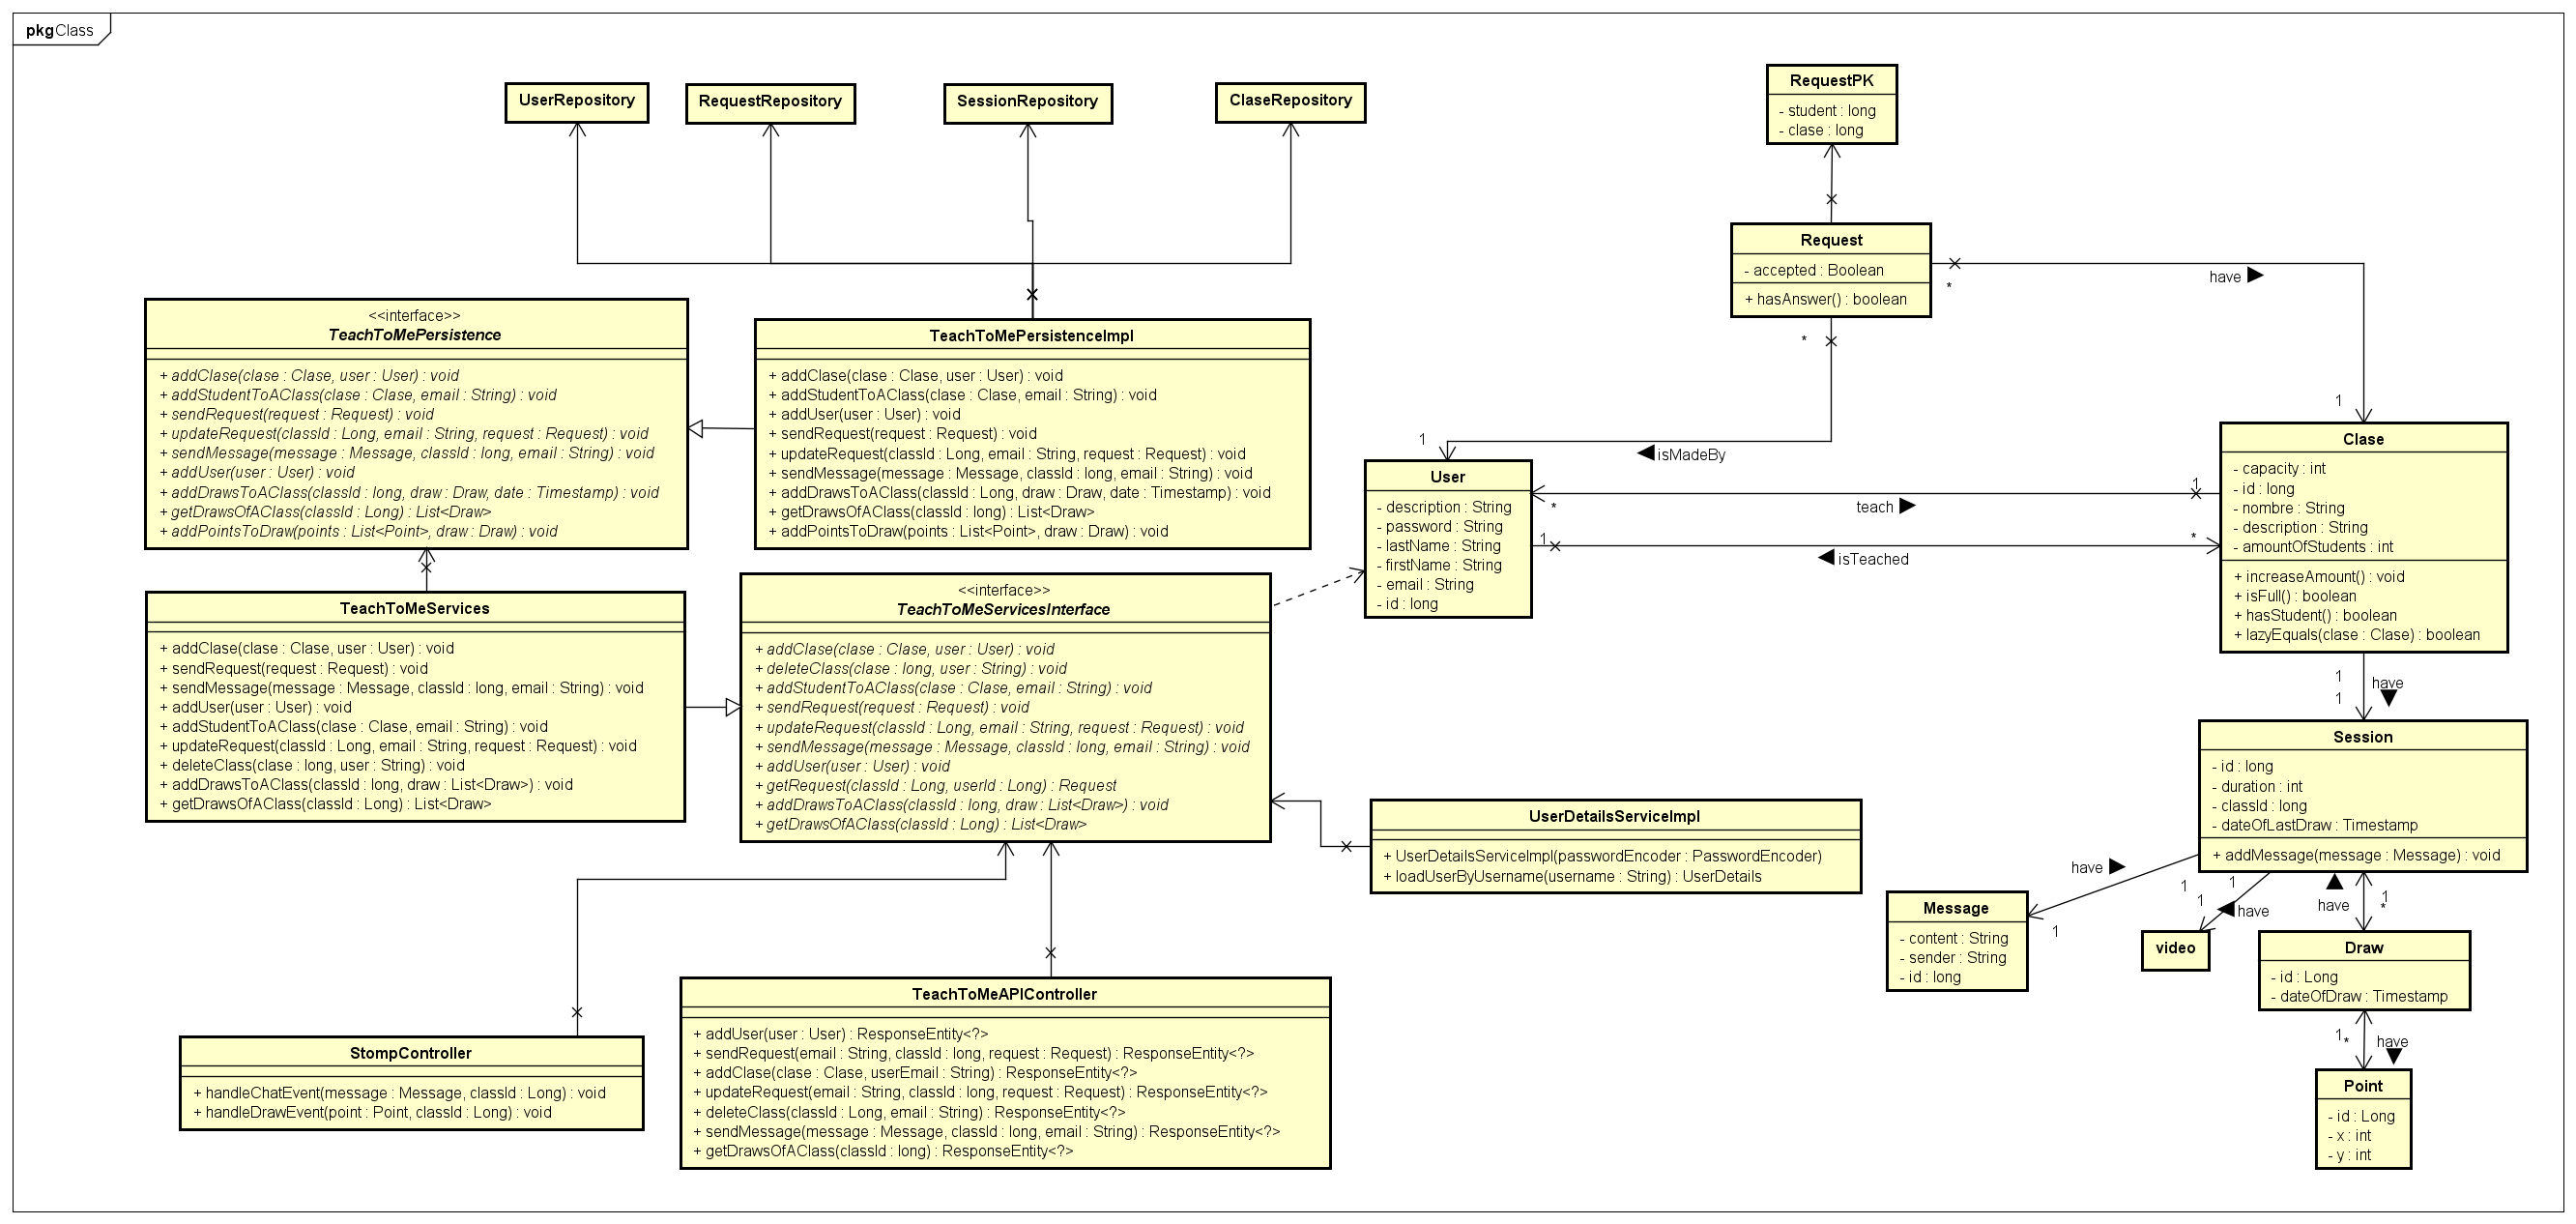 pkg Class
UserRepository
RequestRepository
SessionRepository
ClaseRepository
RequestPK
- student : long
- clase : long
Request
- accepted : Boolean
+ hasAnswer() : boolean
have
*
1
*
isMadeBy
1
<<interface>>
TeachToMePersistence
+ addClase(clase : Clase, user : User) : void
+ addStudentToAClass(clase : Clase, email : String) : void
+ sendRequest(request : Request) : void
+ updateRequest(classId : Long, email : String, request : Request) : void
+ sendMessage(message : Message, classId : long, email : String) : void
+ addUser(user : User) : void
+ addDrawsToAClass(classId : long, draw : Draw, date : Timestamp) : void
+ getDrawsOfAClass(classId : Long) : List<Draw>
+ addPointsToDraw(points : List<Point>, draw : Draw) : void
TeachToMePersistenceImpl
+ addClase(clase : Clase, user : User) : void
+ addStudentToAClass(clase : Clase, email : String) : void
+ addUser(user : User) : void
+ sendRequest(request : Request) : void
+ updateRequest(classId : Long, email : String, request : Request) : void
+ sendMessage(message : Message, classId : long, email : String) : void
+ addDrawsToAClass(classId : Long, draw : Draw, date : Timestamp) : void
+ getDrawsOfAClass(classId : long) : List<Draw>
+ addPointsToDraw(points : List<Point>, draw : Draw) : void
User
- description : String
- password : String
- lastName : String
- firstName : String
- email : String
- id : long
*
teach
1
1
isTeached
*
Clase
- capacity : int
- id : long
- nombre : String
- description : String
- amountOfStudents : int
+ increaseAmount() : void
+ isFull() : boolean
+ hasStudent() : boolean
+ lazyEquals(clase : Clase) : boolean
TeachToMeServices
+ addClase(clase : Clase, user : User) : void
+ sendRequest(request : Request) : void
+ sendMessage(message : Message, classId : long, email : String) : void
+ addUser(user : User) : void
+ addStudentToAClass(clase : Clase, email : String) : void
+ updateRequest(classId : Long, email : String, request : Request) : void
+ deleteClass(clase : long, user : String) : void
+ addDrawsToAClass(classId : long, draw : List<Draw>) : void
+ getDrawsOfAClass(classId : Long) : List<Draw>
<<interface>>
TeachToMeServicesInterface
+ addClase(clase : Clase, user : User) : void
+ deleteClass(clase : long, user : String) : void
+ addStudentToAClass(clase : Clase, email : String) : void
+ sendRequest(request : Request) : void
+ updateRequest(classId : Long, email : String, request : Request) : void
+ sendMessage(message : Message, classId : long, email : String) : void
+ addUser(user : User) : void
+ getRequest(classId : Long, userId : Long) : Request
+ addDrawsToAClass(classId : long, draw : List<Draw>) : void
+ getDrawsOfAClass(classId : Long) : List<Draw>
1
have
1
Session
- id : long
- duration : int
- classId : long
- dateOfLastDraw : Timestamp
+ addMessage(message : Message) : void
UserDetailsServiceImpl
+ UserDetailsServiceImpl(passwordEncoder : PasswordEncoder)
+ loadUserByUsername(username : String) : UserDetails
have
1
1
1
have
1
have
1
*
Message
- content : String
- sender : String
- id : long
video
Draw
- id : Long
- dateOfDraw : Timestamp
1
*
have
Point
- id : Long
- x : int
- y : int
StompController
+ handleChatEvent(message : Message, classId : Long) : void
+ handleDrawEvent(point : Point, classId : Long) : void
TeachToMeAPIController
+ addUser(user : User) : ResponseEntity<?>
+ sendRequest(email : String, classId : long, request : Request) : ResponseEntity<?>
+ addClase(clase : Clase, userEmail : String) : ResponseEntity<?>
+ updateRequest(email : String, classId : long, request : Request) : ResponseEntity<?>
+ deleteClass(classId : Long, email : String) : ResponseEntity<?>
+ sendMessage(message : Message, classId : long, email : String) : ResponseEntity<?>
+ getDrawsOfAClass(classId : long) : ResponseEntity<?>